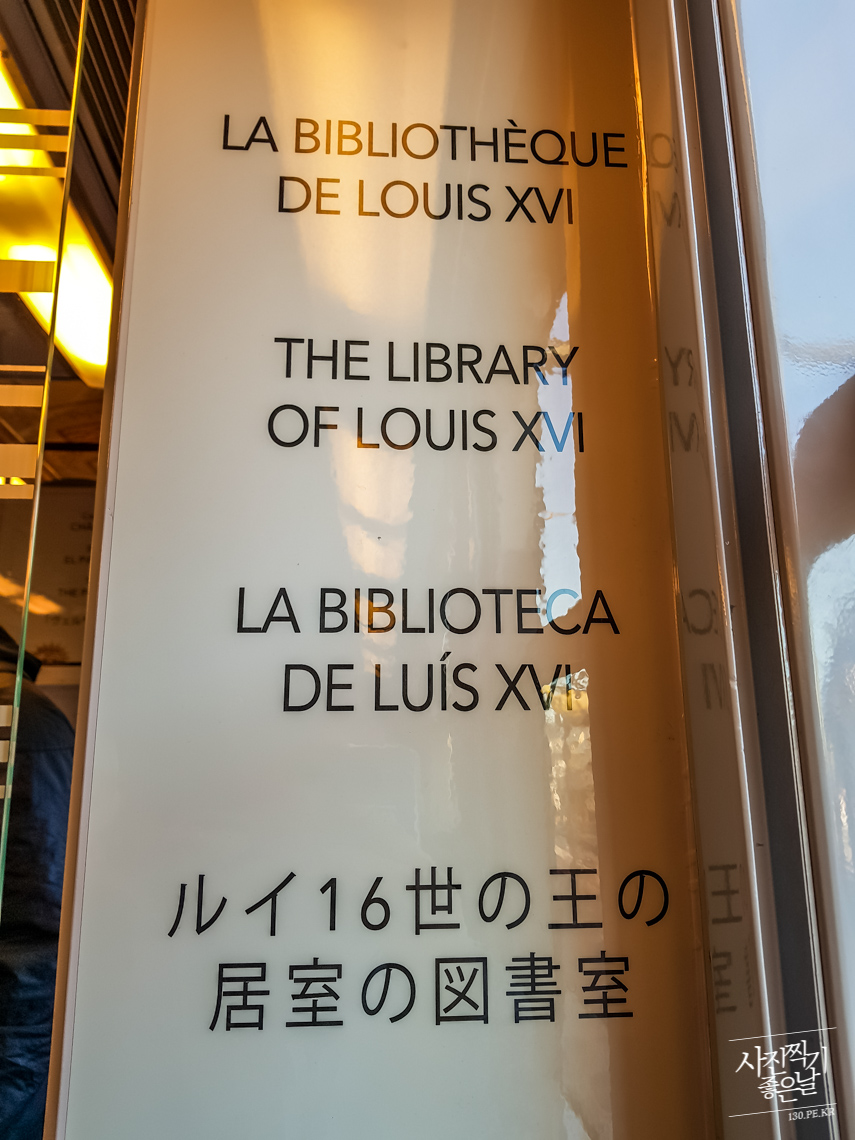 LA BIBLIOTHÈQUE
DE LOUIS XVI
THE LIBRARY
OF LOUIS XVI
LA BIBLIOTECA
DE LUÍS XVI
ルイ16世の王の
居室の図書室
사진찍기
좋은날
130.PE.KR